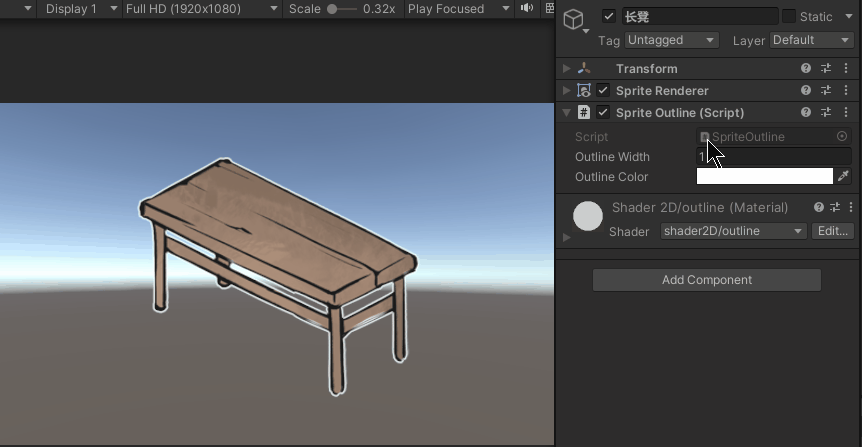 Display 1 Full HD (1920x1080) Scale 0.32x Play Focused
长凳 Static
Tag Untagged Layer Default
Transform
Sprite Renderer
# Sprite Outline (Script)
Script SpriteOutline
Outline Width
Outline Color
Shader 2D/outline (Material)
Shader shader2D/outline Edit...
Add Component